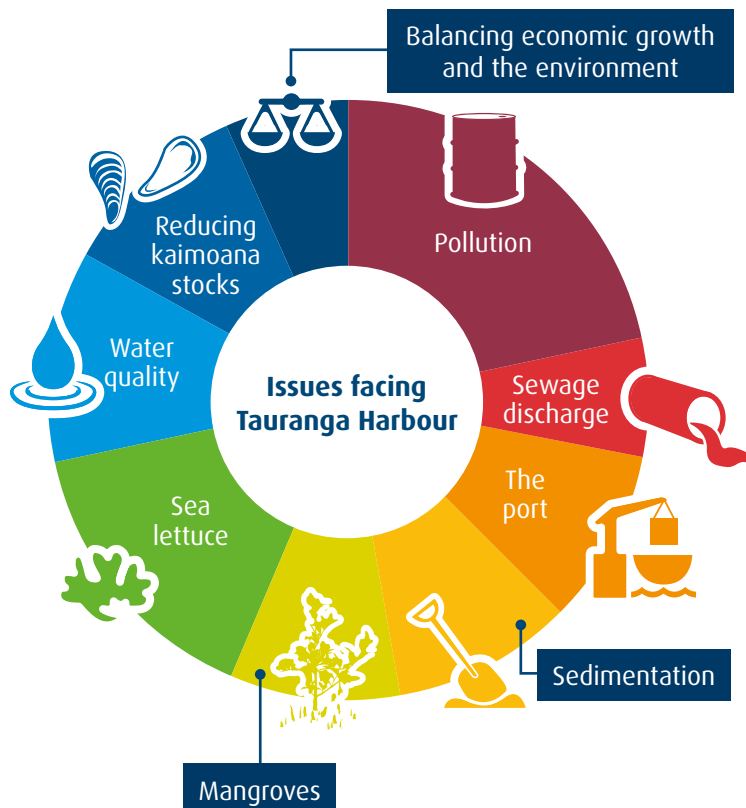 Balancing economic growth
and the environment
Pollution
Sewage
discharge
The
port
Sedimentation
Mangroves
Sea
lettuce
Water
quality
Reducing
kaimoana
stocks
Issues facing
Tauranga Harbour